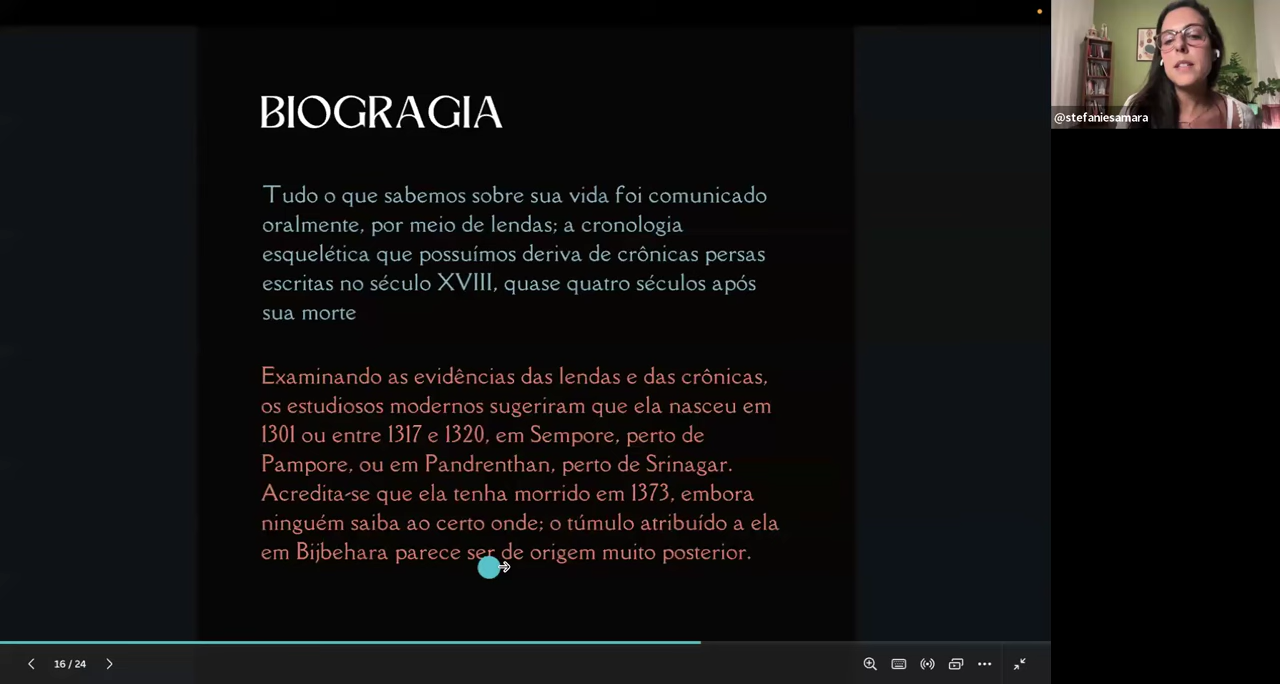 BIOGRAGIA
Tudo o que sabemos sobre sua vida foi comunicado
oralmente, por meio de lendas; a cronologia
esquelética que possuímos deriva de crônicas persas
escritas no século XVIII, quase quatro séculos após
sua morte
Examinando as evidências das lendas e das crônicas,
os estudiosos modernos sugeriram que ela nasceu em
1301 ou entre 1317 e 1320, em Sempore, perto de
Pampore, ou em Pandrenthan, perto de Srinagar.
Acredita-se que ela tenha morrido em 1373, embora
ninguém saiba ao certo onde; o túmulo atribuído a ela
em Bijbehara parece ser de origem muito posterior.
@stefaniesamara
16 / 24